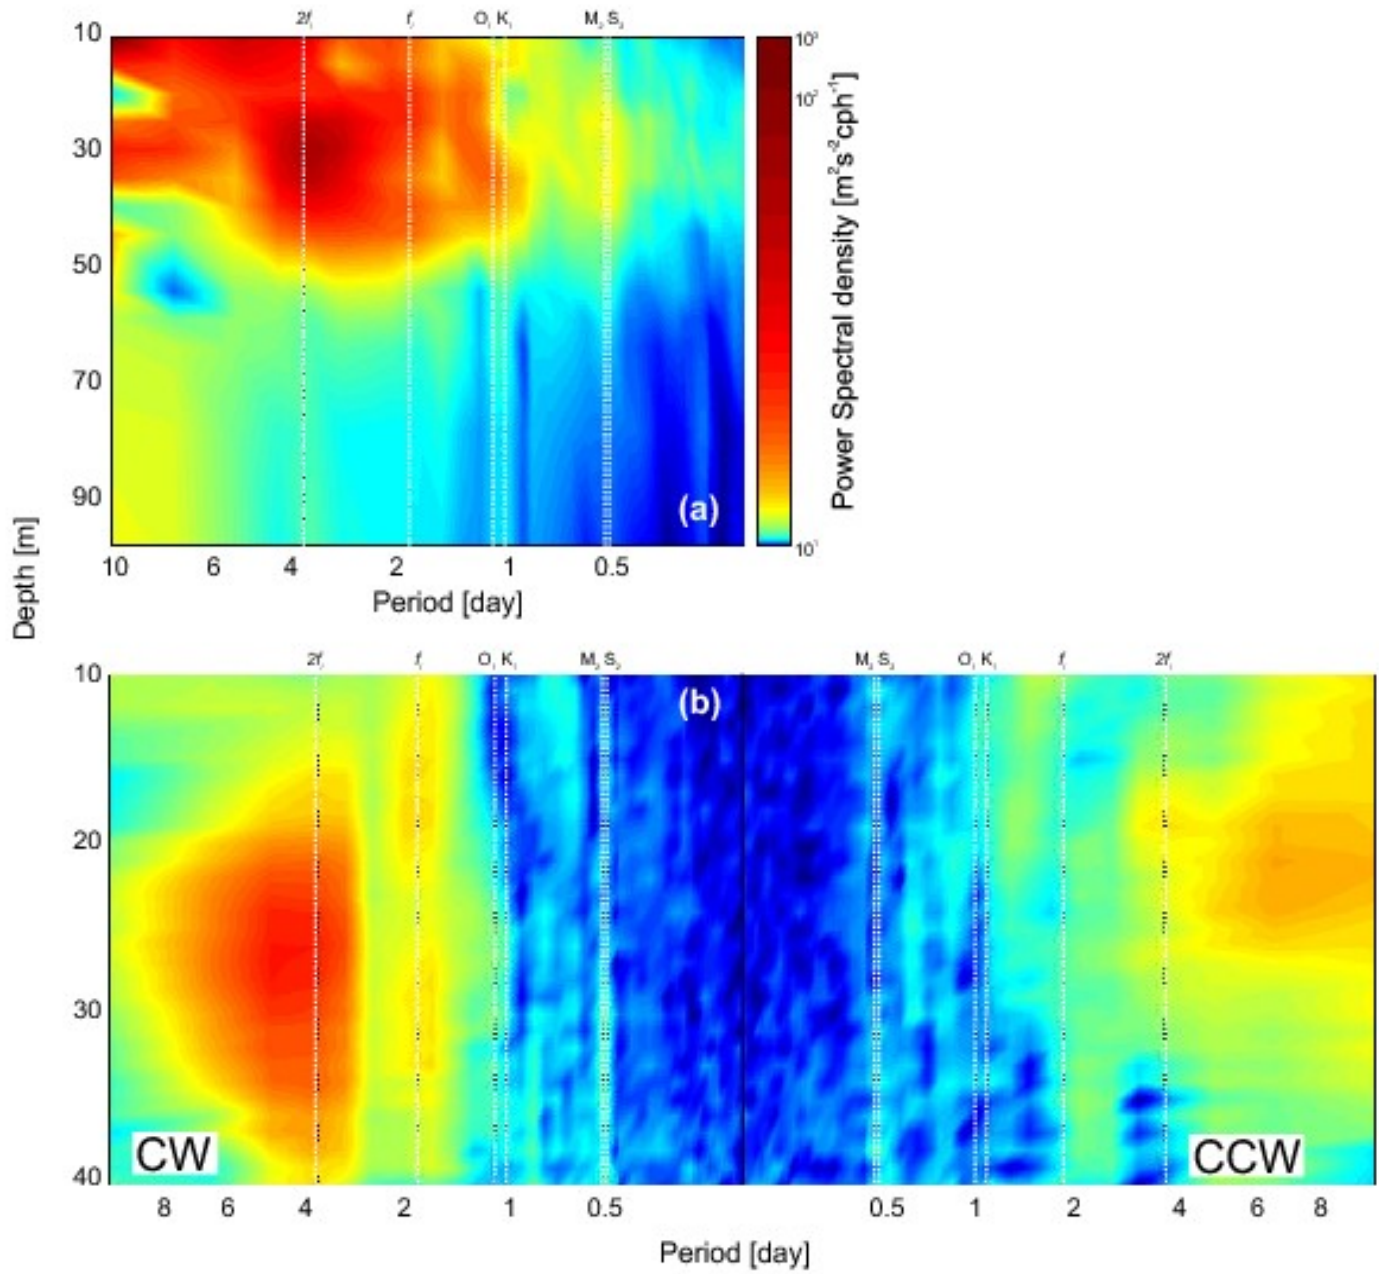 2fᵢ fᵢ O₁ K₁ M₂ S₂
10
30
50
70
90
(a)
10 6 4 2 1 0.5
Period [day]
10³
10²
10¹
Power Spectral density [m²s⁻²cph⁻¹]
Depth [m]
2fᵢ fᵢ O₁ K₁ M₂ S₂ M₂ S₂ O₁ K₁ fᵢ 2fᵢ
10
20
30
40
(b)
CW
CCW
8 6 4 2 1 0.5 0.5 1 2 4 6 8
Period [day]